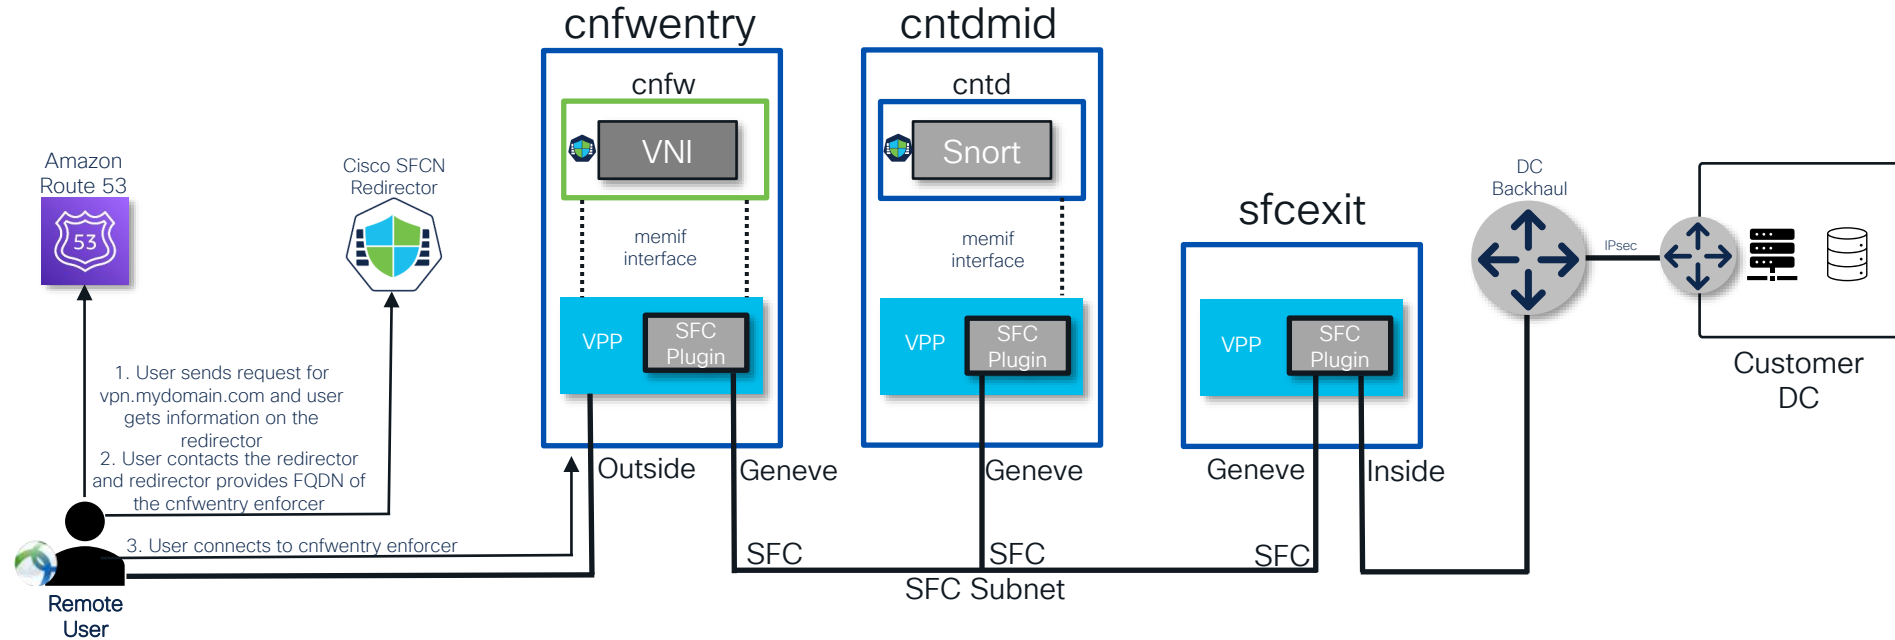 cnfwentry
cntdmid
cnfw
cntd
VNI
Snort
Amazon
Route 53
53
Cisco SFCN
Redirector
memif
interface
memif
interface
sfcexit
DC
Backhaul
IPsec
VPP
SFC
Plugin
VPP
SFC
Plugin
VPP
SFC
Plugin
Customer
DC
1. User sends request for
vpn.mydomain.com and user
gets information on the
redirector
2. User contacts the redirector
and redirector provides FQDN of
the cnfwentry enforcer
3. User connects to cnfwentry enforcer
Outside
Geneve
Geneve
Geneve
Inside
SFC
SFC
SFC
SFC Subnet
Remote
User